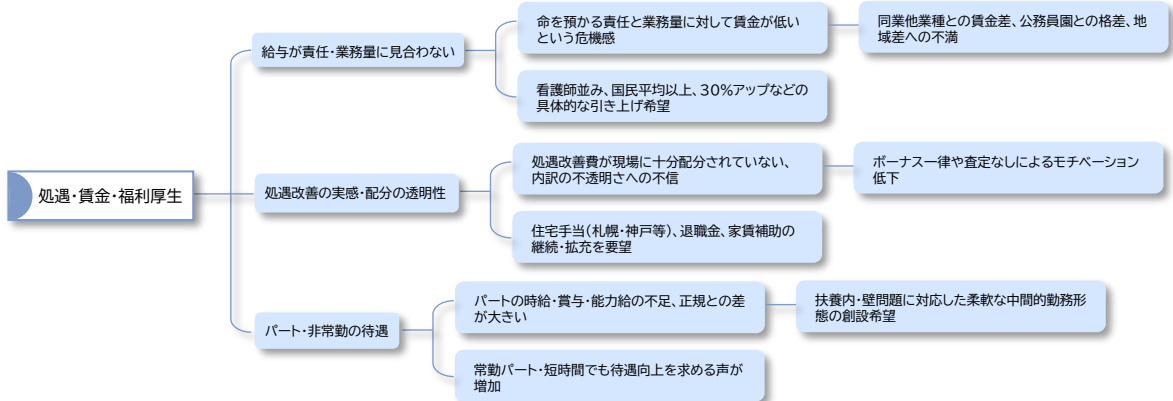 処遇・賃金・福利厚生
給与が責任・業務量に見合わない
命を預かる責任と業務量に対して賃金が低い
という危機感
同業他業種との賃金差、公務員園との格差、地
域差への不満
看護師並み、国民平均以上、30%アップなどの
具体的な引き上げ希望
処遇改善の実感・配分の透明性
処遇改善費が現場に十分配分されていない、
内訳の不透明さへの不信
ボーナス一律や査定なしによるモチベーション
低下
住宅手当(札幌・神戸等)、退職金、家賃補助の
継続・拡充を要望
パート・非常勤の待遇
パートの時給・賞与・能力給の不足、正規との差
が大きい
扶養内・壁問題に対応した柔軟な中間的勤務形
態の創設希望
常勤パート・短時間でも待遇向上を求める声が
増加